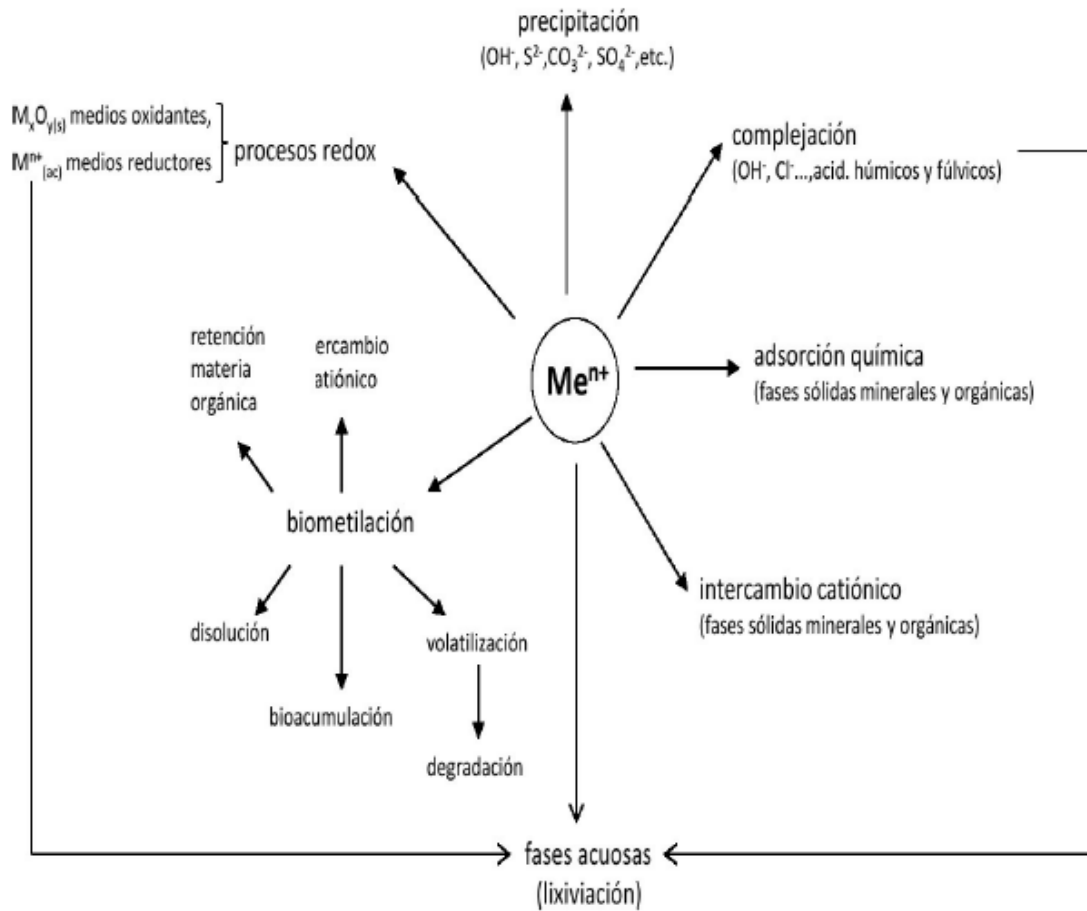 precipitación
(OH⁻, S²⁻,CO₃²⁻, SO₄²⁻,etc.)
MₓO_y(s) medios oxidantes,
Mⁿ⁺(ac) medios reductores
procesos redox
complejación
(OH⁻, Cl⁻...,acid. húmicos y fúlvicos)
retención
materia
orgánica
ercambio
atiónico
Meⁿ⁺
adsorción química
(fases sólidas minerales y orgánicas)
biometilación
intercambio catiónico
(fases sólidas minerales y orgánicas)
disolución
volatilización
bioacumulación
degradación
fases acuosas
(lixiviación)